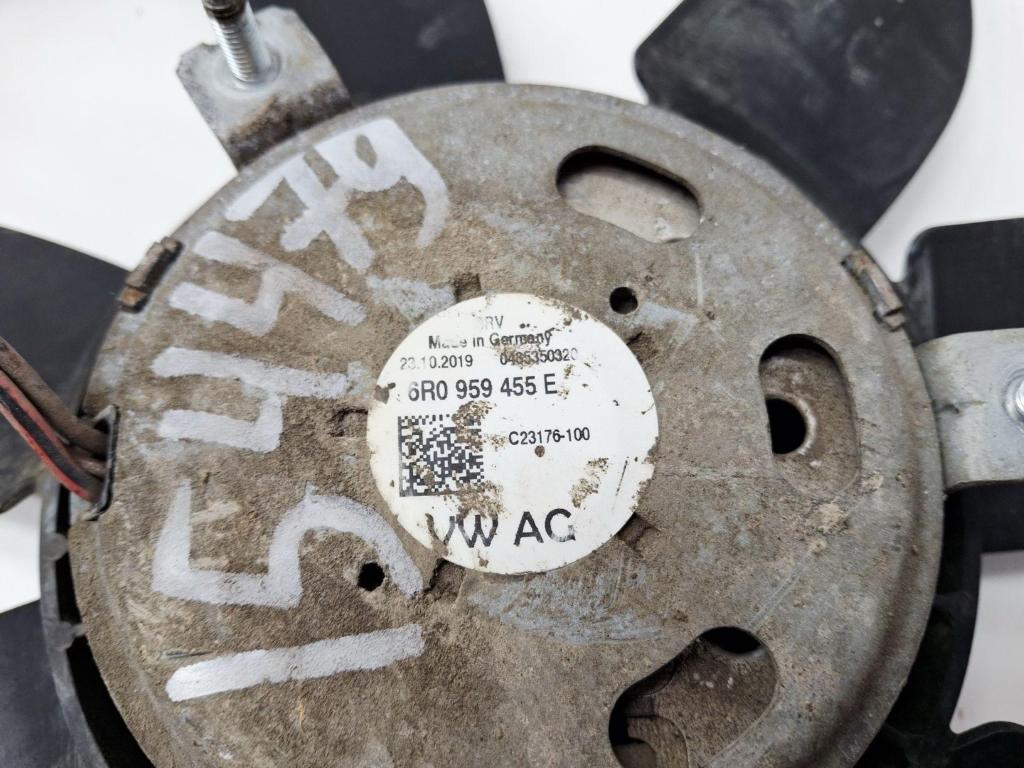 Made in Germany
23.10.2019 0485350320
6R0 959 455 E
C23176-100
VW AG
154479